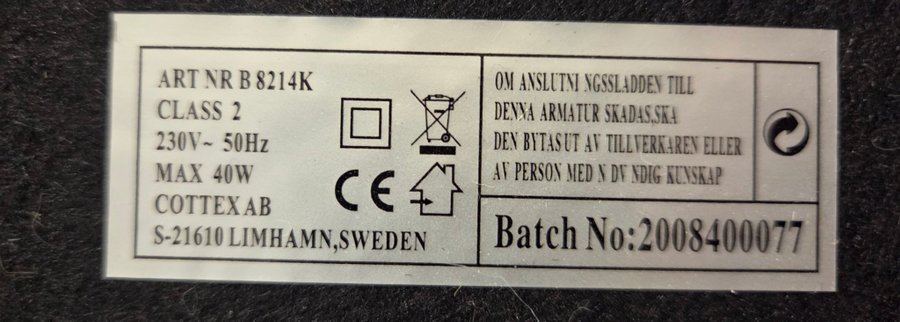 ART NR B 8214K
CLASS 2
230V~ 50Hz
MAX 40W
COTTEX AB
S-21610 LIMHAMN,SWEDEN
CE
OM ANSLUTNI NGSSLADDEN TILL
DENNA ARMATUR SKADAS,SKA
DEN BYTASUT AV TILLVERKAREN ELLER
AV PERSON MED N DV NDIG KUNSKAP
Batch No:2008400077